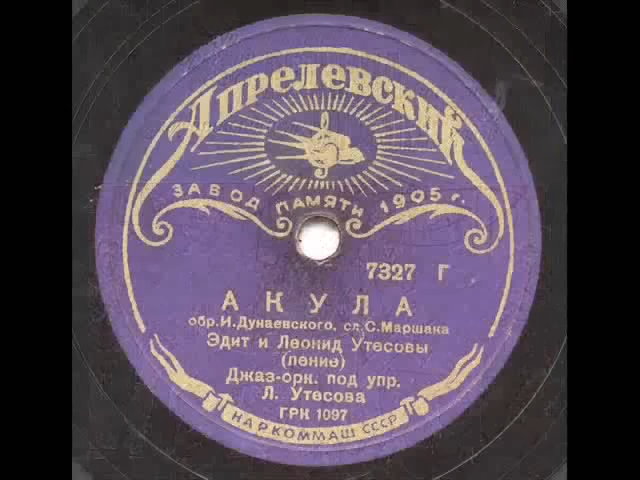 Апрелевский
ЗАВОД ПАМЯТИ 1905 г.
7327 Г
АКУЛА
обр. И. Дунаевского, сл. С. Маршака
Эдит и Леонид Утесовы
(пение)
Джаз-орк. под упр.
Л. Утесова
ГРК 1097
НАРКОММАШ СССР